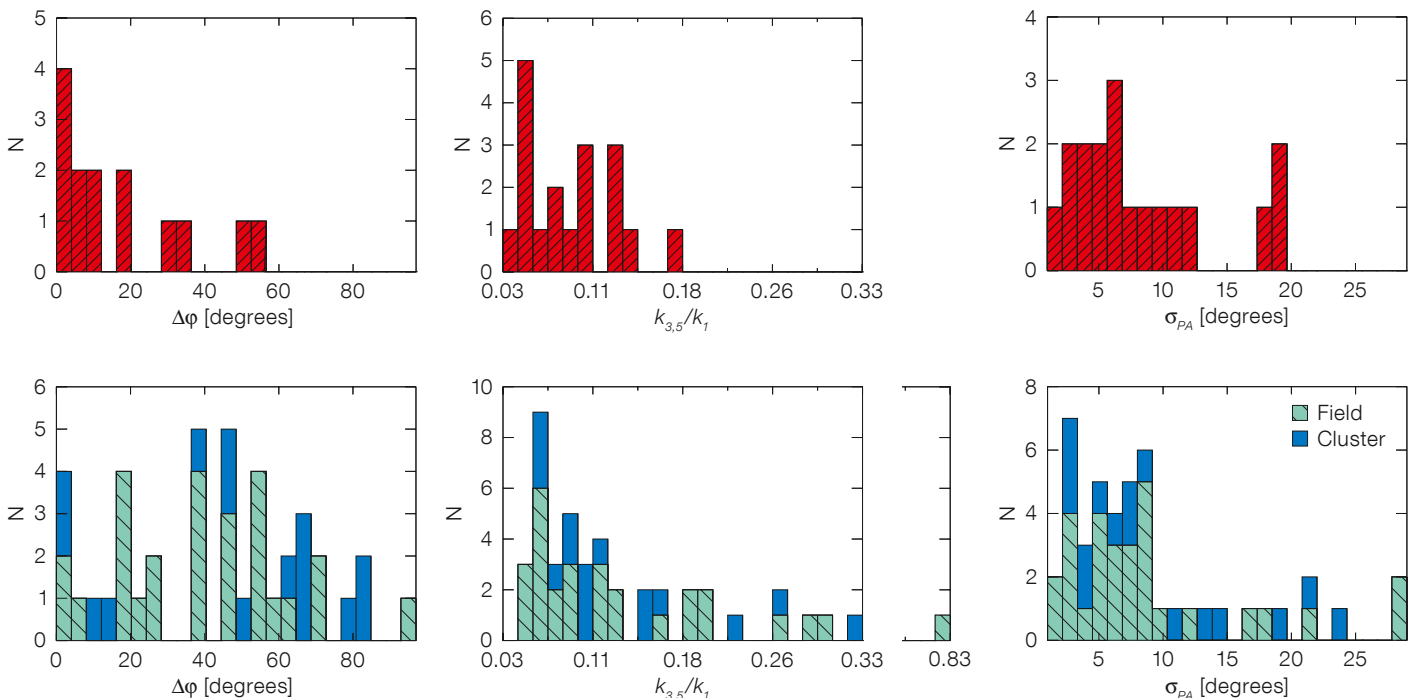 5
4
3
2
1
0
N
0 20 40 60 80
Δφ [degrees]
6
5
4
3
2
1
0
N
0.03 0.11 0.18 0.26 0.33
k3,5/k1
4
3
2
1
0
N
5 10 15 20 25
σPA [degrees]
6
5
4
3
2
1
0
N
0 20 40 60 80
Δφ [degrees]
10
8
6
4
2
0
N
0.03 0.11 0.18 0.26 0.33 0.83
k3,5/k1
8
6
4
2
0
N
Field
Cluster
5 10 15 20 25
σPA [degrees]